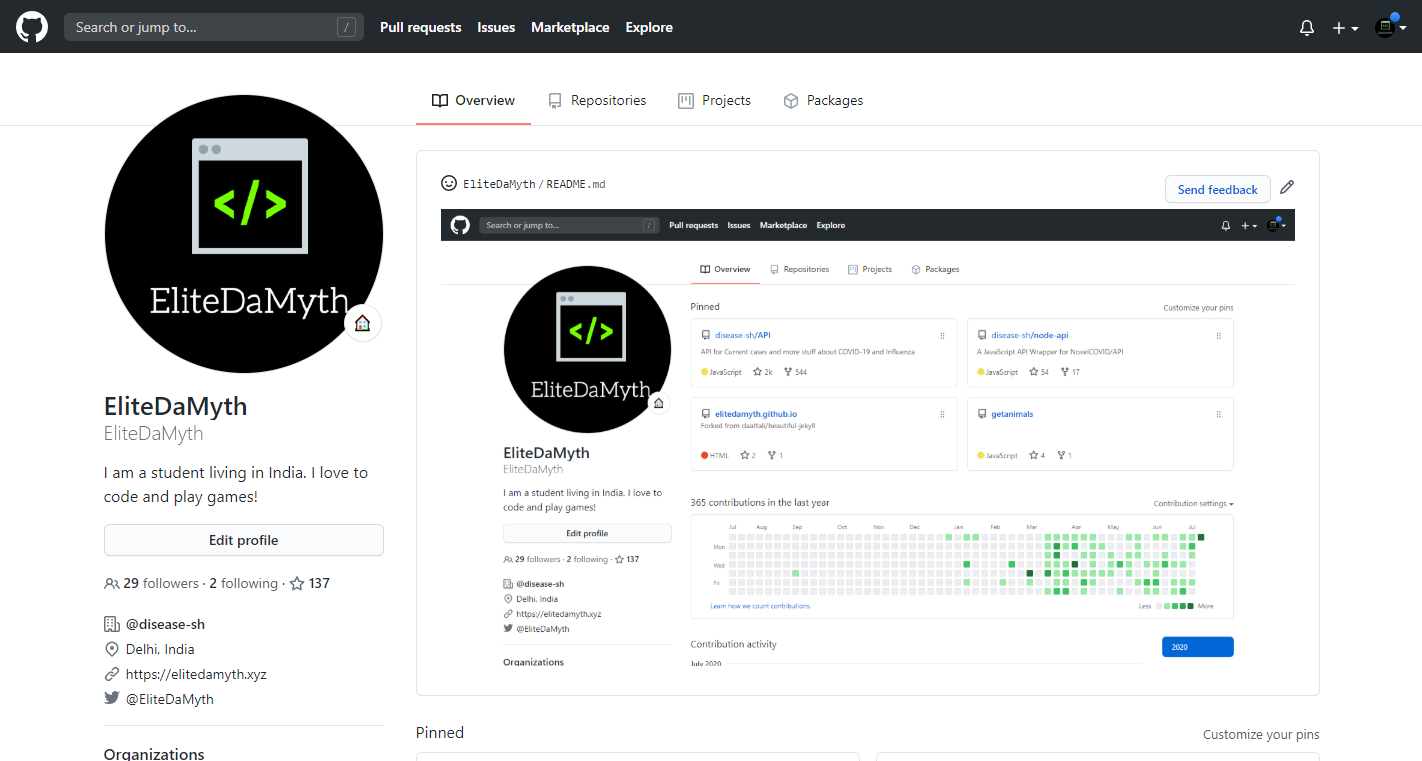 Search or jump to... / Pull requests Issues Marketplace Explore
Overview Repositories Projects Packages
</>
EliteDaMyth
EliteDaMyth
EliteDaMyth
I am a student living in India. I love to
code and play games!
Edit profile
29 followers · 2 following · 137
@disease-sh
Delhi, India
https://elitedamyth.xyz
@EliteDaMyth
Organizations
EliteDaMyth / README.md
Send feedback
Search or jump to... / Pull requests Issues Marketplace Explore
Overview Repositories Projects Packages
</>
EliteDaMyth
EliteDaMyth
EliteDaMyth
I am a student living in India. I love to
code and play games!
Edit profile
29 followers · 2 following · 137
@disease-sh
Delhi, India
https://elitedamyth.xyz
@EliteDaMyth
Organizations
Pinned Customize your pins
disease-sh/API
API for Current cases and more stuff about COVID-19 and Influenza
JavaScript 2k 544
disease-sh/node-api
A JavaScript API Wrapper for NovelCOVID/API
JavaScript 54 17
elitedamyth.github.io
Forked from daattali/beautiful-jekyll
HTML 2 1
getanimals
JavaScript 4 1
365 contributions in the last year Contribution settings
Jul Aug Sep Oct Nov Dec Jan Feb Mar Apr May Jun Jul
Mon
Wed
Fri
Learn how we count contributions. Less More
Contribution activity 2020
July 2020
Pinned Customize your pins